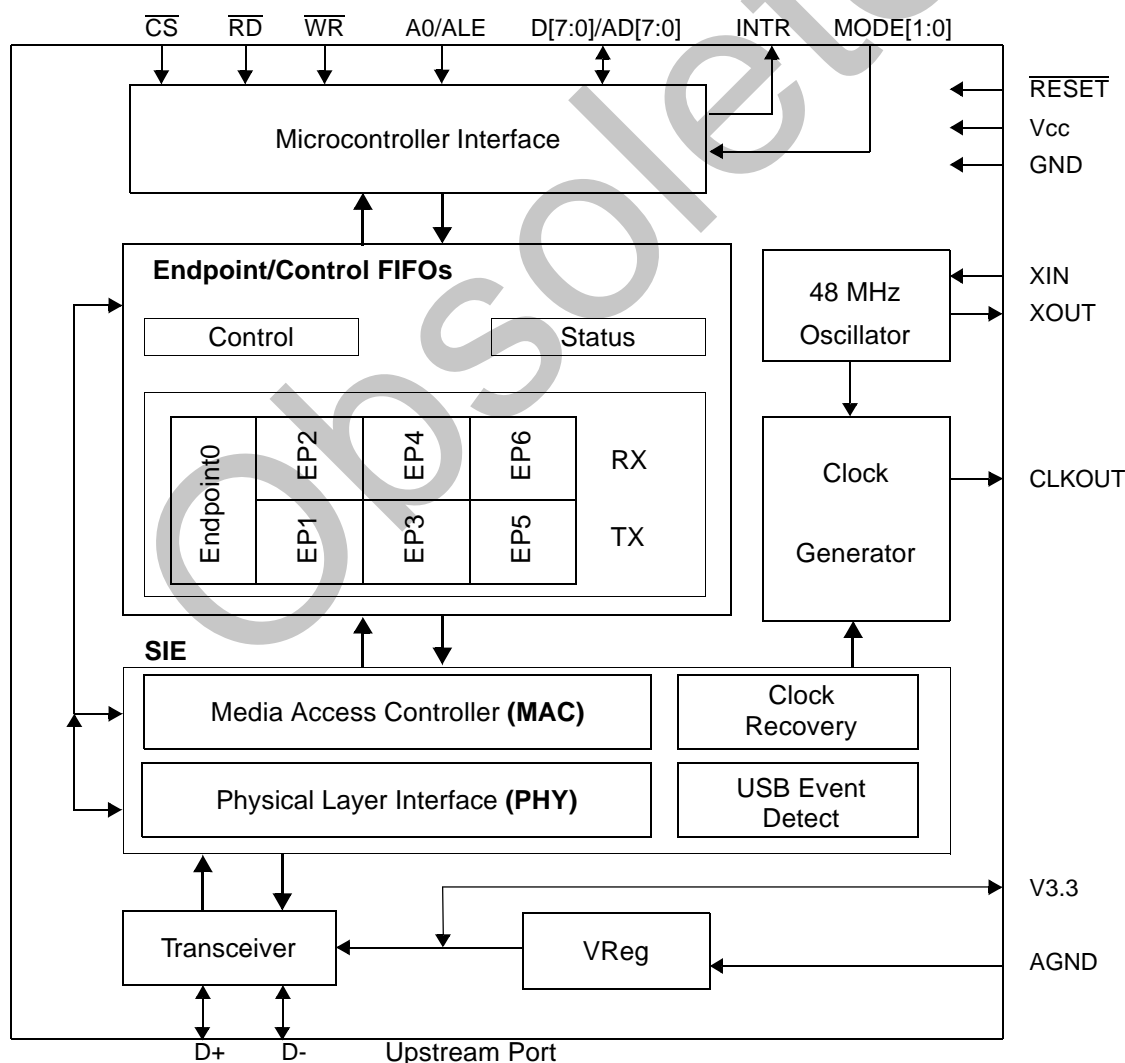 CS RD WR A0/ALE D[7:0]/AD[7:0] INTR MODE[1:0]
RESET
Vcc
GND
Microcontroller Interface
Endpoint/Control FIFOs
Control
Status
Endpoint0
EP2
EP4
EP6
RX
EP1
EP3
EP5
TX
48 MHz
Oscillator
XIN
XOUT
Clock
Generator
CLKOUT
SIE
Media Access Controller (MAC)
Clock
Recovery
Physical Layer Interface (PHY)
USB Event
Detect
V3.3
Transceiver
VReg
AGND
D+ D- Upstream Port
Obsolete